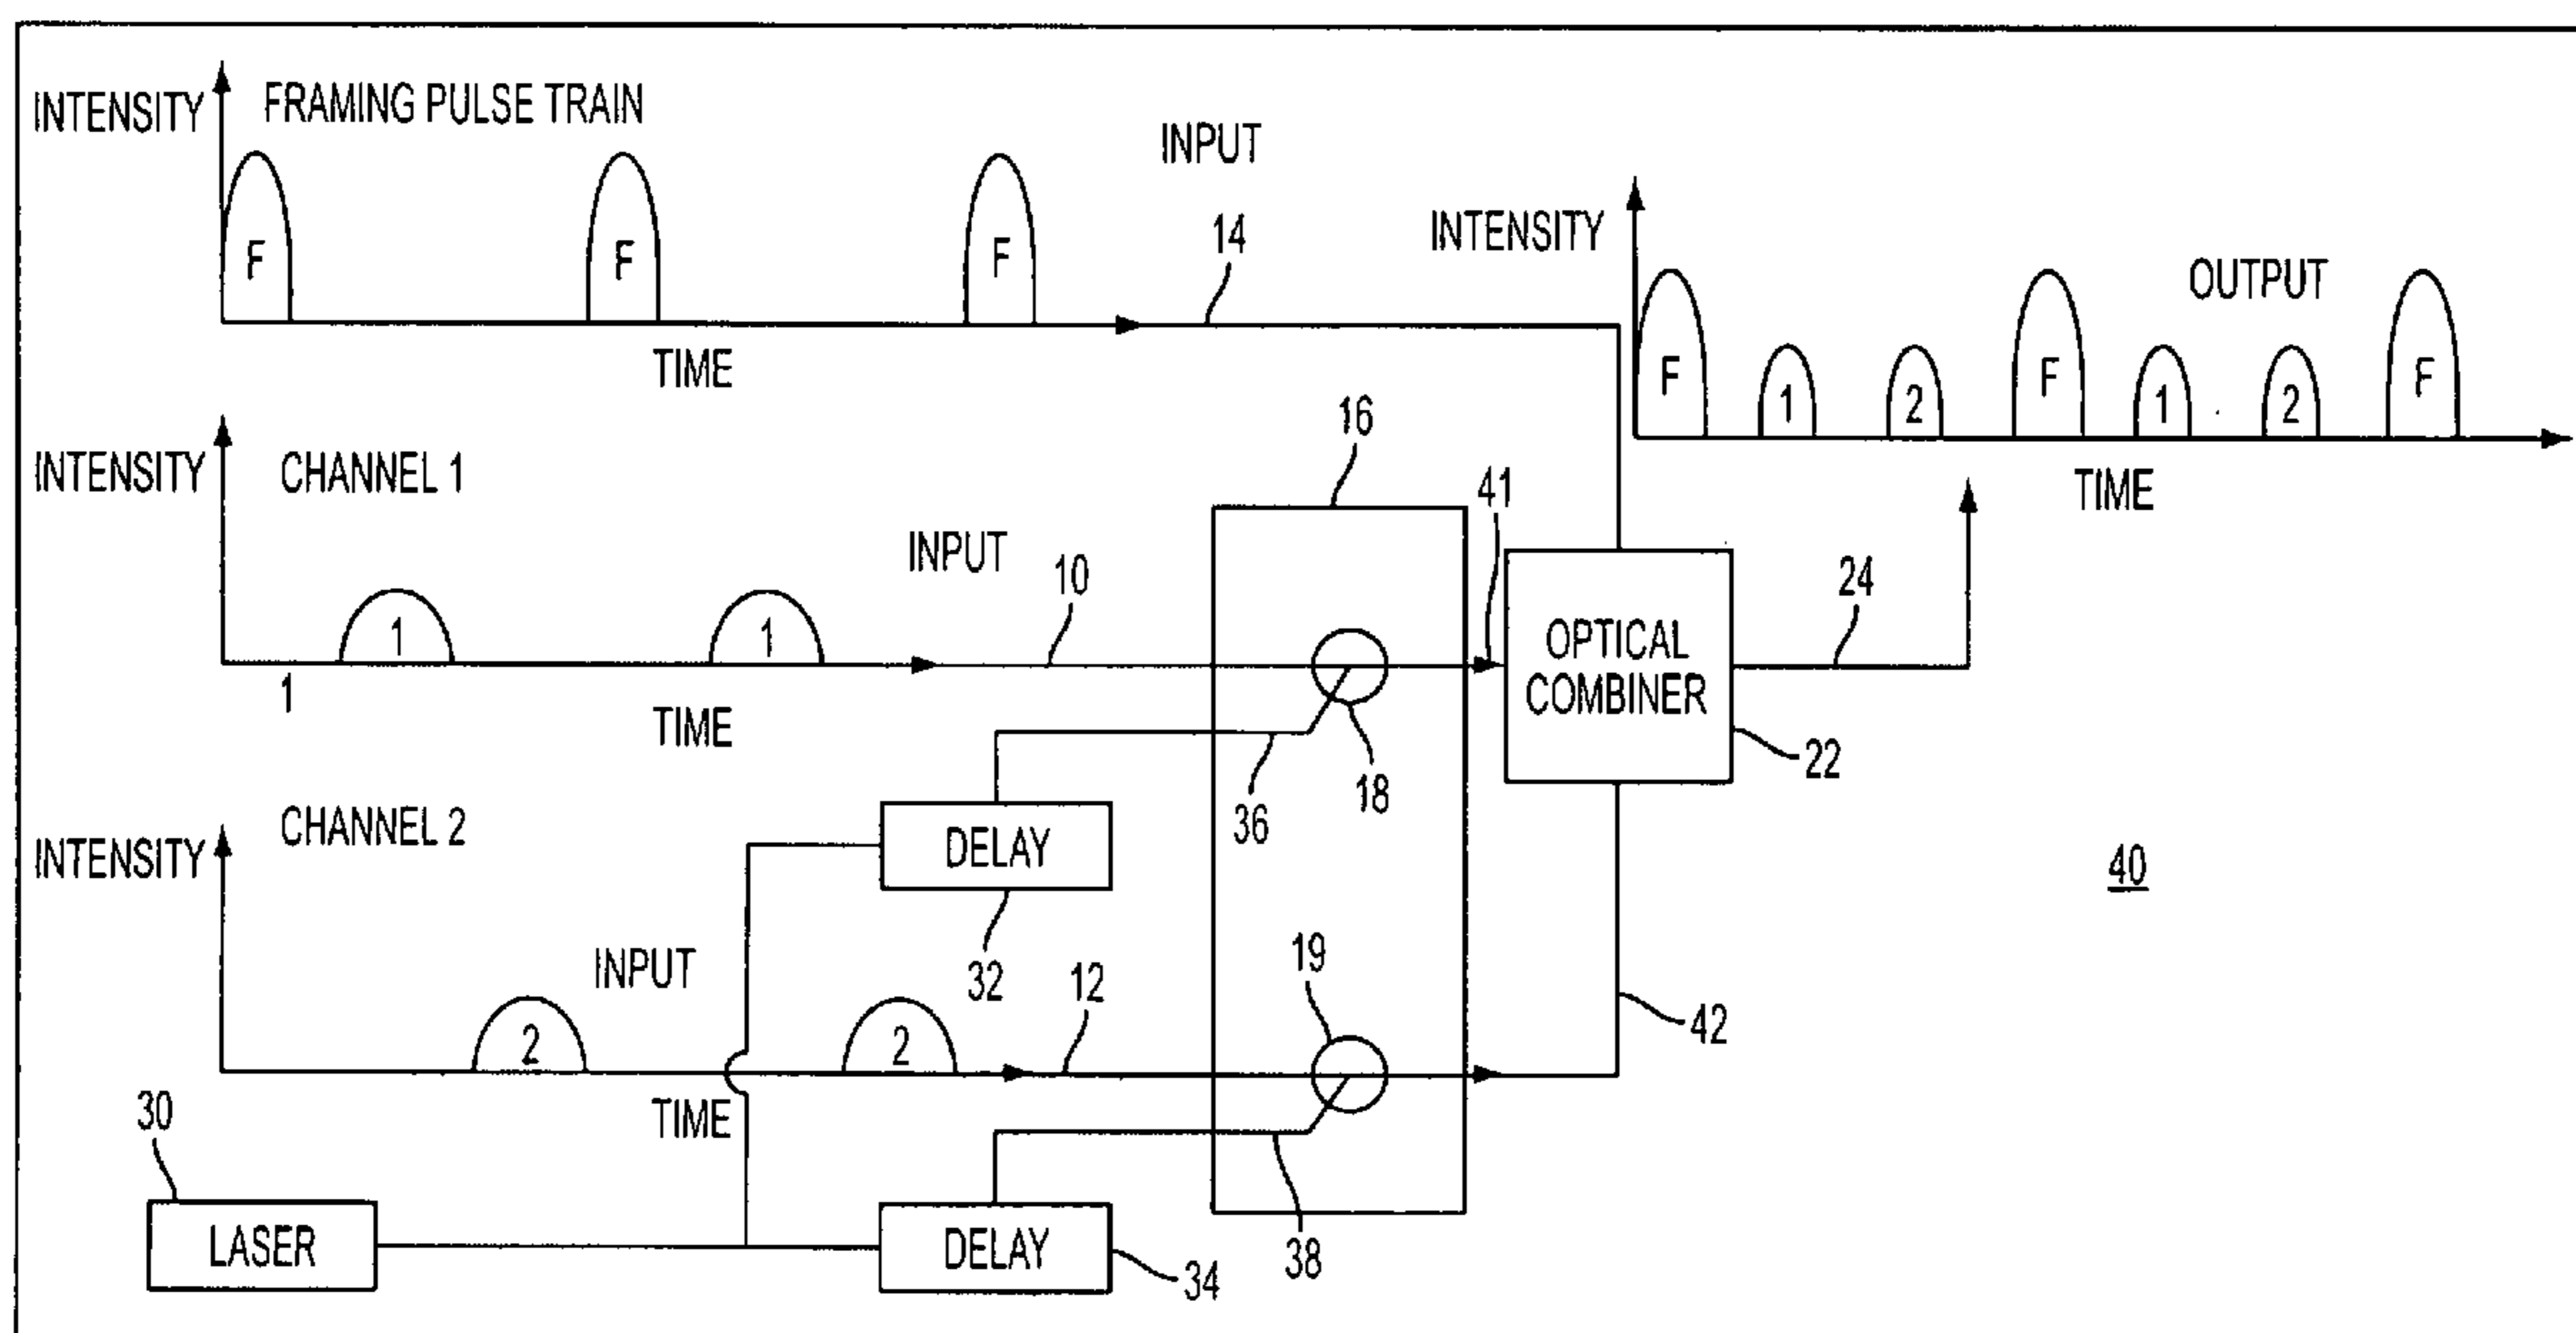 INTENSITY
FRAMING PULSE TRAIN
INPUT
F
F
F
14
TIME
INTENSITY
OUTPUT
F
1
2
F
1
2
F
TIME
INTENSITY
CHANNEL 1
INPUT
1
1
1
TIME
10
16
41
18
36
OPTICAL
COMBINER
24
22
INTENSITY
CHANNEL 2
DELAY
32
INPUT
2
2
12
TIME
19
42
40
30
LASER
DELAY
34
38